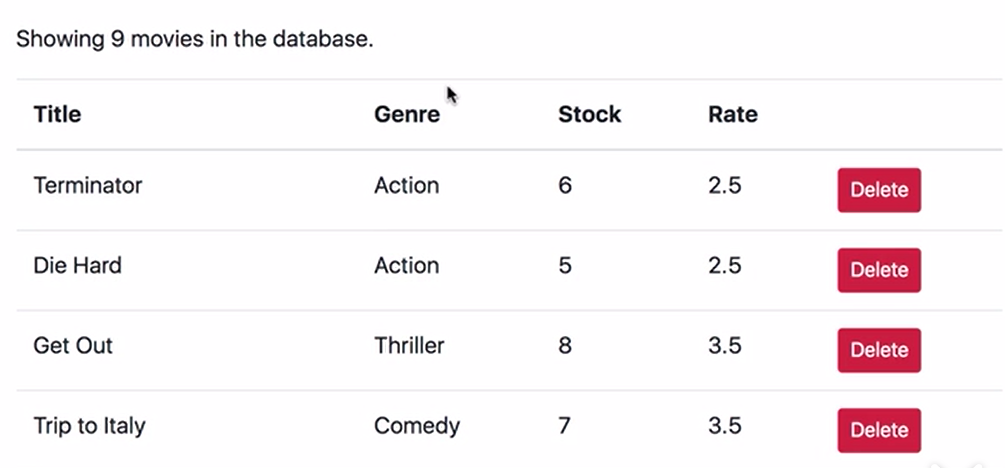 Showing 9 movies in the database.
Title Genre Stock Rate
Terminator Action 6 2.5 Delete
Die Hard Action 5 2.5 Delete
Get Out Thriller 8 3.5 Delete
Trip to Italy Comedy 7 3.5 Delete